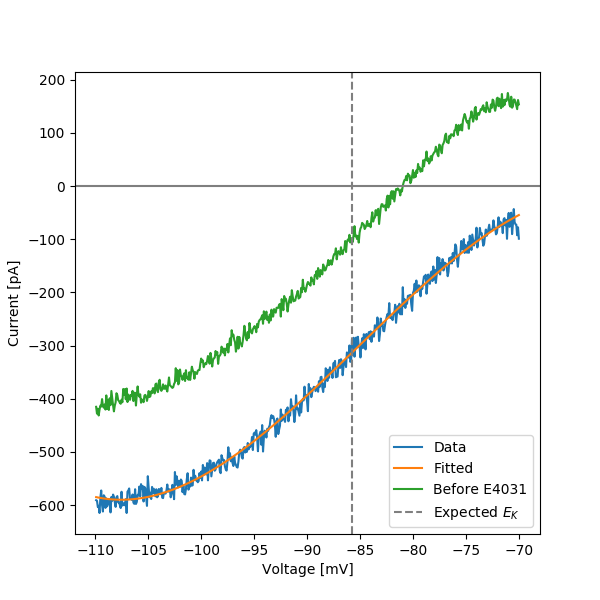 200
100
0
−100
−200
−300
−400
−500
−600
Current [pA]
Data
Fitted
Before E4031
Expected E_K
−110 −105 −100 −95 −90 −85 −80 −75 −70
Voltage [mV]